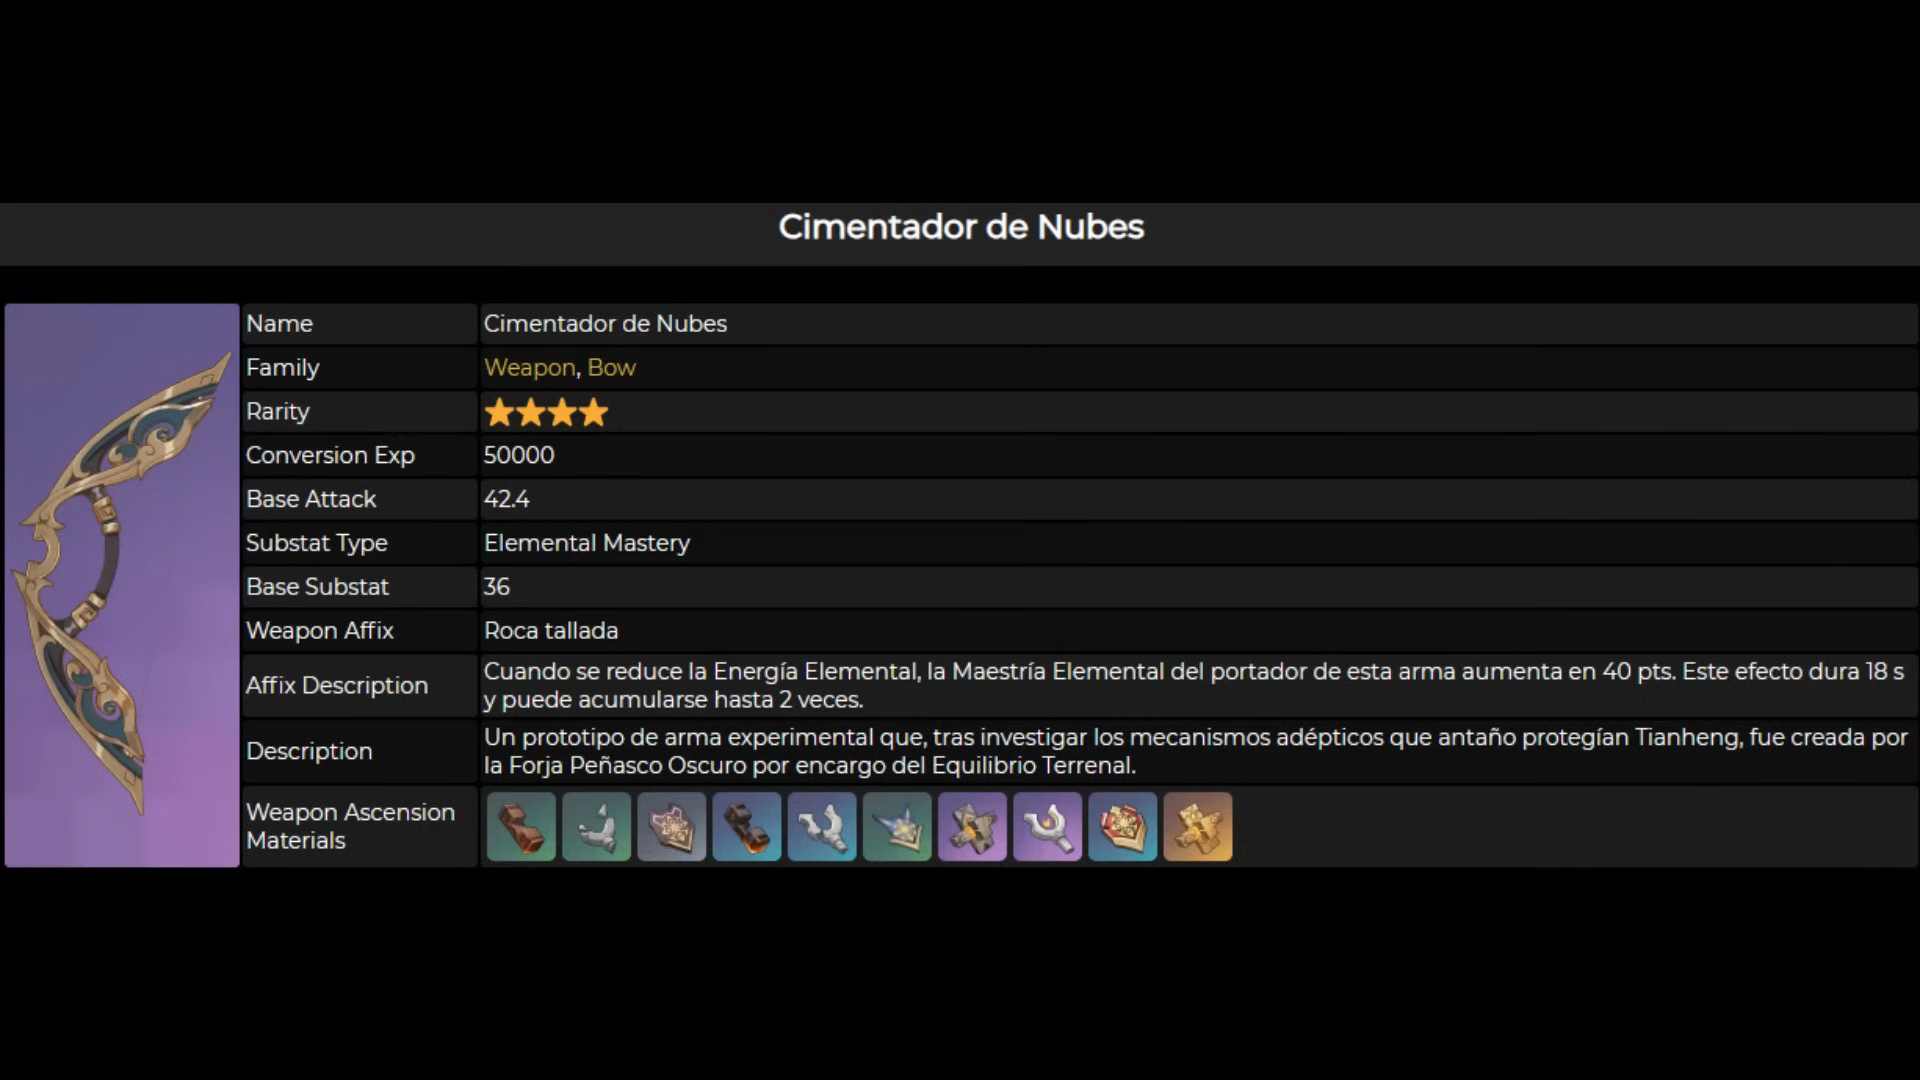 Cimentador de Nubes
Name
Cimentador de Nubes
Family
Weapon, Bow
Rarity
Conversion Exp
50000
Base Attack
42.4
Substat Type
Elemental Mastery
Base Substat
36
Weapon Affix
Roca tallada
Affix Description
Cuando se reduce la Energía Elemental, la Maestría Elemental del portador de esta arma aumenta en 40 pts. Este efecto dura 18 s
y puede acumularse hasta 2 veces.
Description
Un prototipo de arma experimental que, tras investigar los mecanismos adépticos que antaño protegían Tianheng, fue creada por
la Forja Peñasco Oscuro por encargo del Equilibrio Terrenal.
Weapon Ascension
Materials